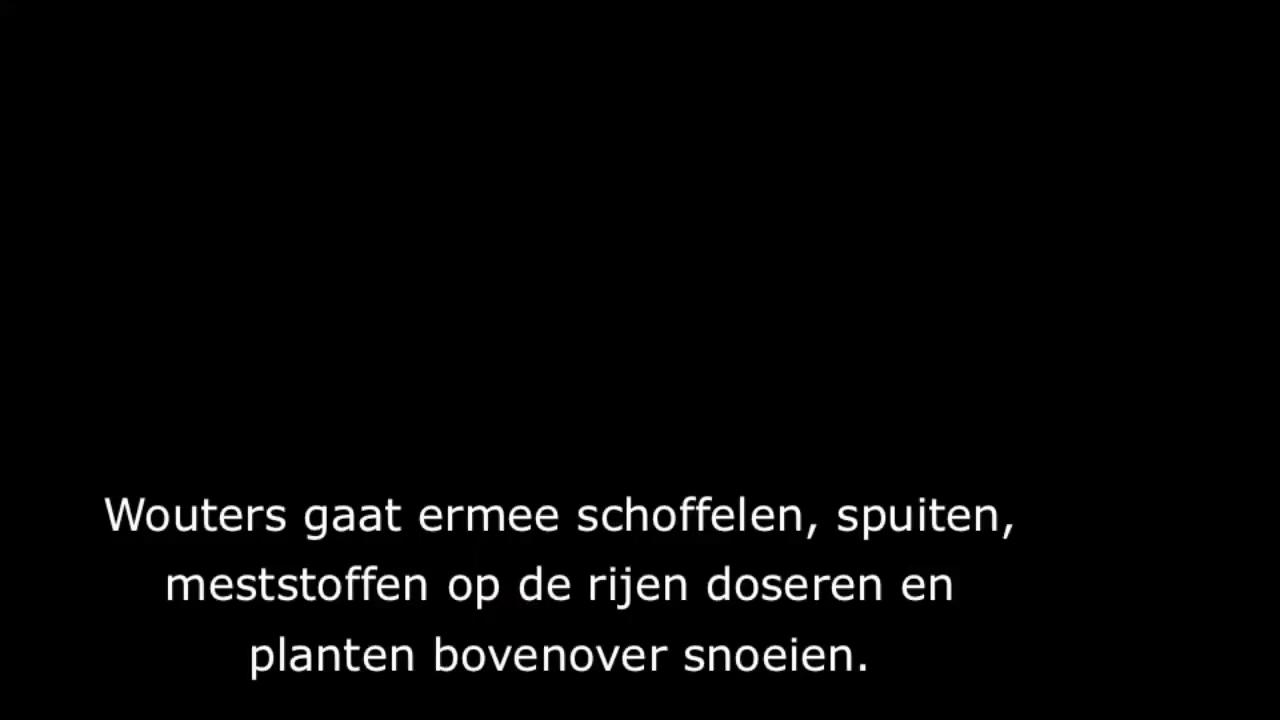 Wouters gaat ermee schoffelen, spuiten,
meststoffen op de rijen doseren en
planten bovenover snoeien.